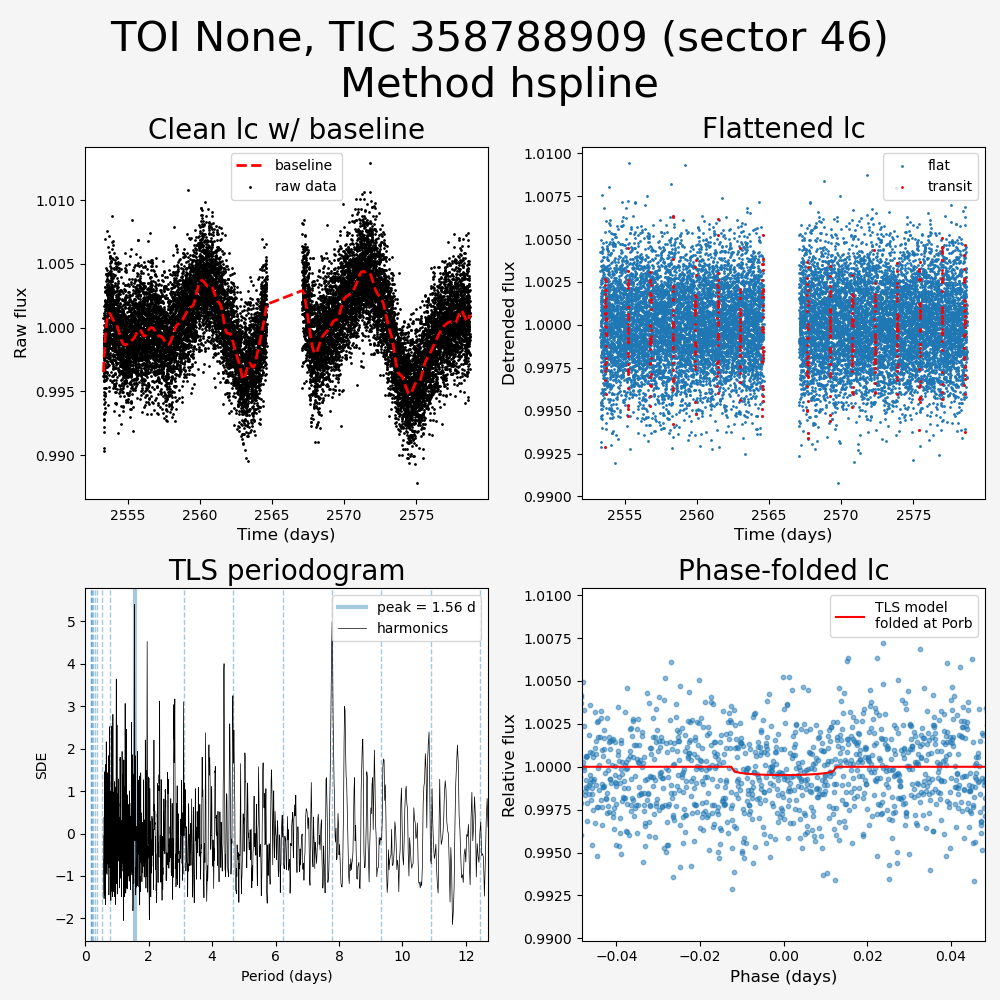 TOI None, TIC 358788909 (sector 46)
Method hspline
Clean lc w/ baseline
baseline
raw data
1.010
1.005
1.000
0.995
0.990
Raw flux
2555
2560
2565
2570
2575
Time (days)
Flattened lc
flat
transit
1.0100
1.0075
1.0050
1.0025
1.0000
0.9975
0.9950
0.9925
0.9900
Detrended flux
2555
2560
2565
2570
2575
Time (days)
TLS periodogram
peak = 1.56 d
harmonics
5
4
3
2
1
0
−1
−2
SDE
0
2
4
6
8
10
12
Period (days)
Phase-folded lc
TLS model
folded at Porb
1.0100
1.0075
1.0050
1.0025
1.0000
0.9975
0.9950
0.9925
0.9900
Relative flux
−0.04
−0.02
0.00
0.02
0.04
Phase (days)